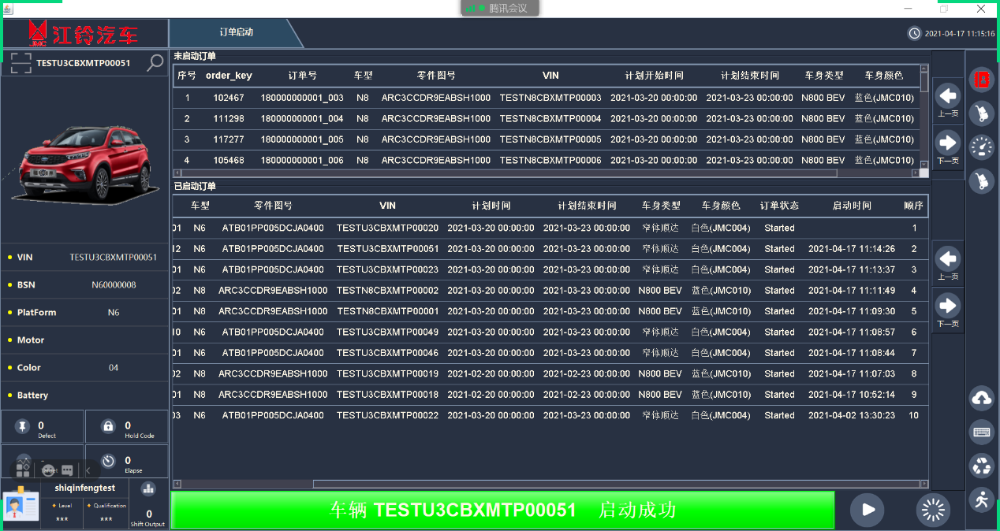 腾讯会议
JMC 江铃汽车
订单启动
2021-04-17 11:15:16
TESTU3CBXMTP00051
VIN TESTU3CBXMTP00051
BSN N60000008
PlatForm N6
Motor
Color 04
Battery
0 Defect
0 Hold Code
0 Elapse
shiqinfengtest
Level ***
Qualification ***
0 Shift Output
未启动订单
序号 order_key 订单号 车型 零件图号 VIN 计划开始时间 计划结束时间 车身类型 车身颜色
1 102467 180000000001_003 N8 ARC3CCDR9EABSH1000 TESTN8CBXMTP00003 2021-03-20 00:00:00 2021-03-23 00:00:00 N800 BEV 蓝色(JMC010)
2 111298 180000000001_004 N8 ARC3CCDR9EABSH1000 TESTN8CBXMTP00004 2021-03-20 00:00:00 2021-03-23 00:00:00 N800 BEV 蓝色(JMC010)
3 117277 180000000001_005 N8 ARC3CCDR9EABSH1000 TESTN8CBXMTP00005 2021-03-20 00:00:00 2021-03-23 00:00:00 N800 BEV 蓝色(JMC010)
4 105468 180000000001_006 N8 ARC3CCDR9EABSH1000 TESTN8CBXMTP00006 2021-03-20 00:00:00 2021-03-23 00:00:00 N800 BEV 蓝色(JMC010)
上一页
下一页
已启动订单
车型 零件图号 VIN 计划时间 计划结束时间 车身类型 车身颜色 订单状态 启动时间 顺序
01 N6 ATB01PP005DCJA0400 TESTU3CBXMTP00020 2021-03-20 00:00:00 2021-03-23 00:00:00 窄体顺达 白色(JMC004) Started 1
12 N6 ATB01PP005DCJA0400 TESTU3CBXMTP00051 2021-03-20 00:00:00 2021-03-23 00:00:00 窄体顺达 白色(JMC004) Started 2021-04-17 11:14:26 2
01 N6 ATB01PP005DCJA0400 TESTU3CBXMTP00023 2021-03-20 00:00:00 2021-03-23 00:00:00 窄体顺达 白色(JMC004) Started 2021-04-17 11:13:37 3
02 N8 ARC3CCDR9EABSH1000 TESTN8CBXMTP00002 2021-03-20 00:00:00 2021-03-23 00:00:00 N800 BEV 蓝色(JMC010) Started 2021-04-17 11:11:49 4
01 N8 ARC3CCDR9EABSH1000 TESTN8CBXMTP00001 2021-03-20 00:00:00 2021-03-23 00:00:00 N800 BEV 蓝色(JMC010) Started 2021-04-17 11:09:30 5
10 N6 ATB01PP005DCJA0400 TESTU3CBXMTP00049 2021-03-20 00:00:00 2021-03-23 00:00:00 窄体顺达 白色(JMC004) Started 2021-04-17 11:08:57 6
01 N6 ATB01PP005DCJA0400 TESTU3CBXMTP00046 2021-03-20 00:00:00 2021-03-23 00:00:00 窄体顺达 白色(JMC004) Started 2021-04-17 11:08:44 7
02 N8 ARC3CCDR9EABSH1000 TESTU3CBXMTP00019 2021-02-20 00:00:00 2021-02-23 00:00:00 N800 BEV 蓝色(JMC010) Started 2021-04-17 11:07:03 8
01 N8 ARC3CCDR9EABSH1000 TESTU3CBXMTP00018 2021-02-20 00:00:00 2021-02-23 00:00:00 N800 BEV 蓝色(JMC010) Started 2021-04-17 10:52:14 9
03 N6 ATB01PP005DCJA0400 TESTU3CBXMTP00022 2021-03-20 00:00:00 2021-03-23 00:00:00 窄体顺达 白色(JMC004) Started 2021-04-02 13:30:23 10
上一页
下一页
车辆 TESTU3CBXMTP00051 启动成功